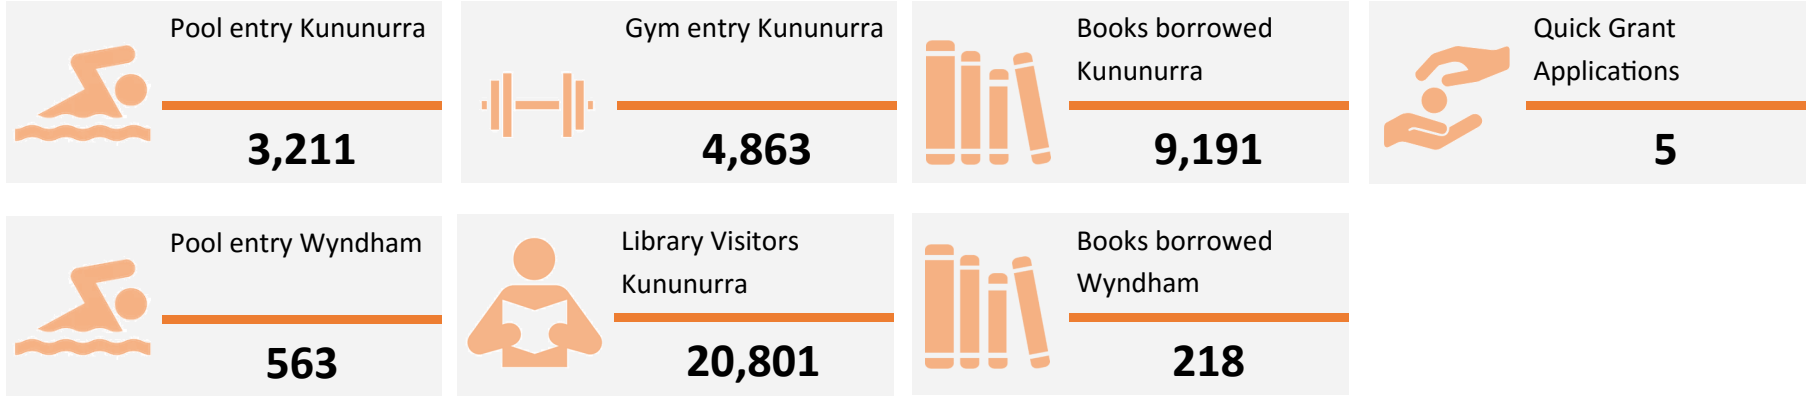 Pool entry Kununurra
3,211
Gym entry Kununurra
4,863
Books borrowed
Kununurra
9,191
Quick Grant
Applications
5
Pool entry Wyndham
563
Library Visitors
Kununurra
20,801
Books borrowed
Wyndham
218